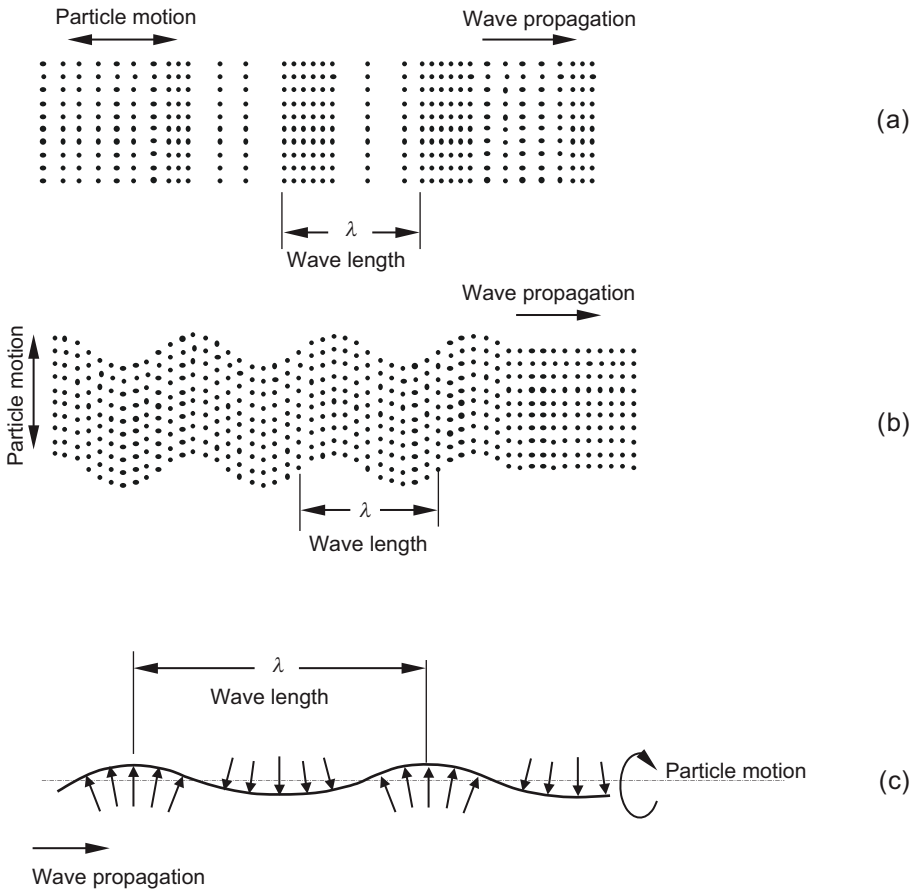 Particle motion
Wave propagation
(a)
λ
Wave length
Wave propagation
Particle motion
(b)
λ
Wave length
λ
Wave length
Particle motion
(c)
Wave propagation